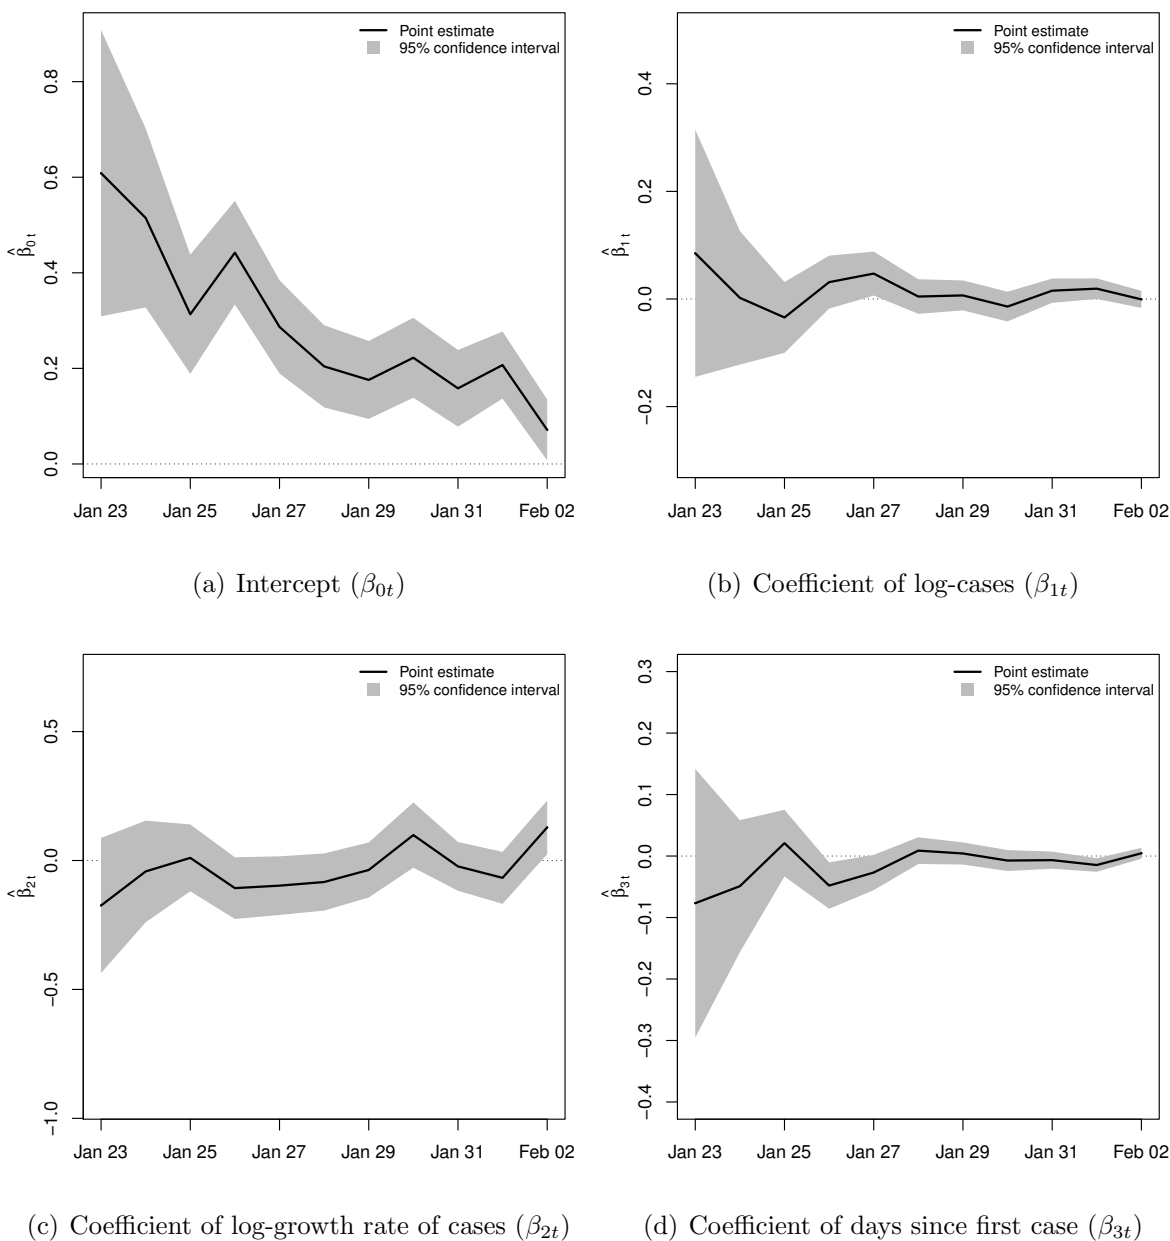 Point estimate
95% confidence interval
0.8
0.6
0.4
0.2
0.0
β̂0t
Jan 23 Jan 25 Jan 27 Jan 29 Jan 31 Feb 02
(a) Intercept (β0t)
Point estimate
95% confidence interval
0.4
0.2
0.0
−0.2
β̂1t
Jan 23 Jan 25 Jan 27 Jan 29 Jan 31 Feb 02
(b) Coefficient of log-cases (β1t)
Point estimate
95% confidence interval
0.5
0.0
−0.5
−1.0
β̂2t
Jan 23 Jan 25 Jan 27 Jan 29 Jan 31 Feb 02
(c) Coefficient of log-growth rate of cases (β2t)
Point estimate
95% confidence interval
0.3
0.2
0.1
0.0
−0.1
−0.2
−0.3
−0.4
β̂3t
Jan 23 Jan 25 Jan 27 Jan 29 Jan 31 Feb 02
(d) Coefficient of days since first case (β3t)